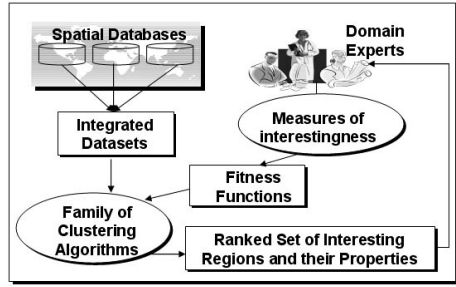 Spatial Databases
Domain
Experts
Integrated
Datasets
Measures of
interestingness
Fitness
Functions
Family of
Clustering
Algorithms
Ranked Set of Interesting
Regions and their Properties